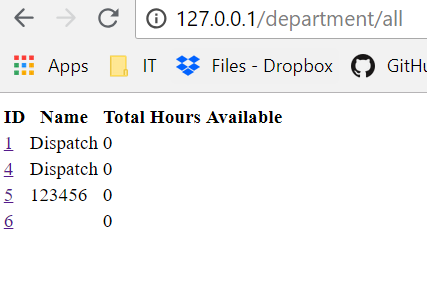 127.0.0.1/department/all
Apps IT Files - Dropbox GitHu
ID Name Total Hours Available
1 Dispatch 0
4 Dispatch 0
5 123456 0
6 0